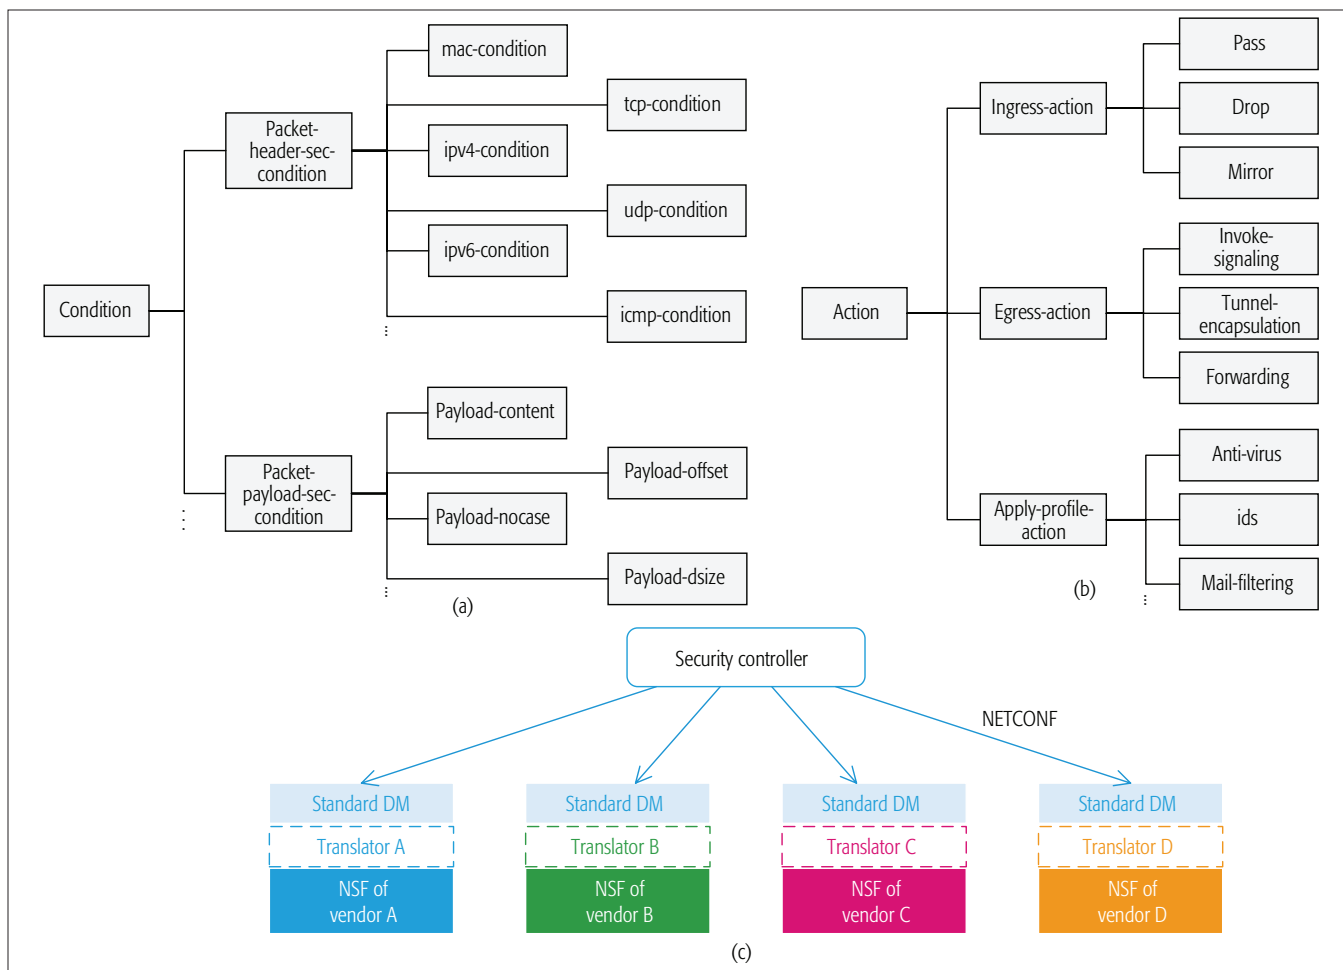 mac-condition
tcp-condition
Packet-
header-sec-
condition
ipv4-condition
udp-condition
ipv6-condition
Condition
icmp-condition
...
Payload-content
Packet-
payload-sec-
condition
Payload-offset
Payload-nocase
...
Payload-dsize
...
(a)
Pass
Ingress-action
Drop
Mirror
Invoke-
signaling
Action
Egress-action
Tunnel-
encapsulation
Forwarding
Anti-virus
Apply-profile-
action
ids
Mail-filtering
...
(b)
Security controller
NETCONF
Standard DM
Standard DM
Standard DM
Standard DM
Translator A
Translator B
Translator C
Translator D
NSF of
vendor A
NSF of
vendor B
NSF of
vendor C
NSF of
vendor D
(c)